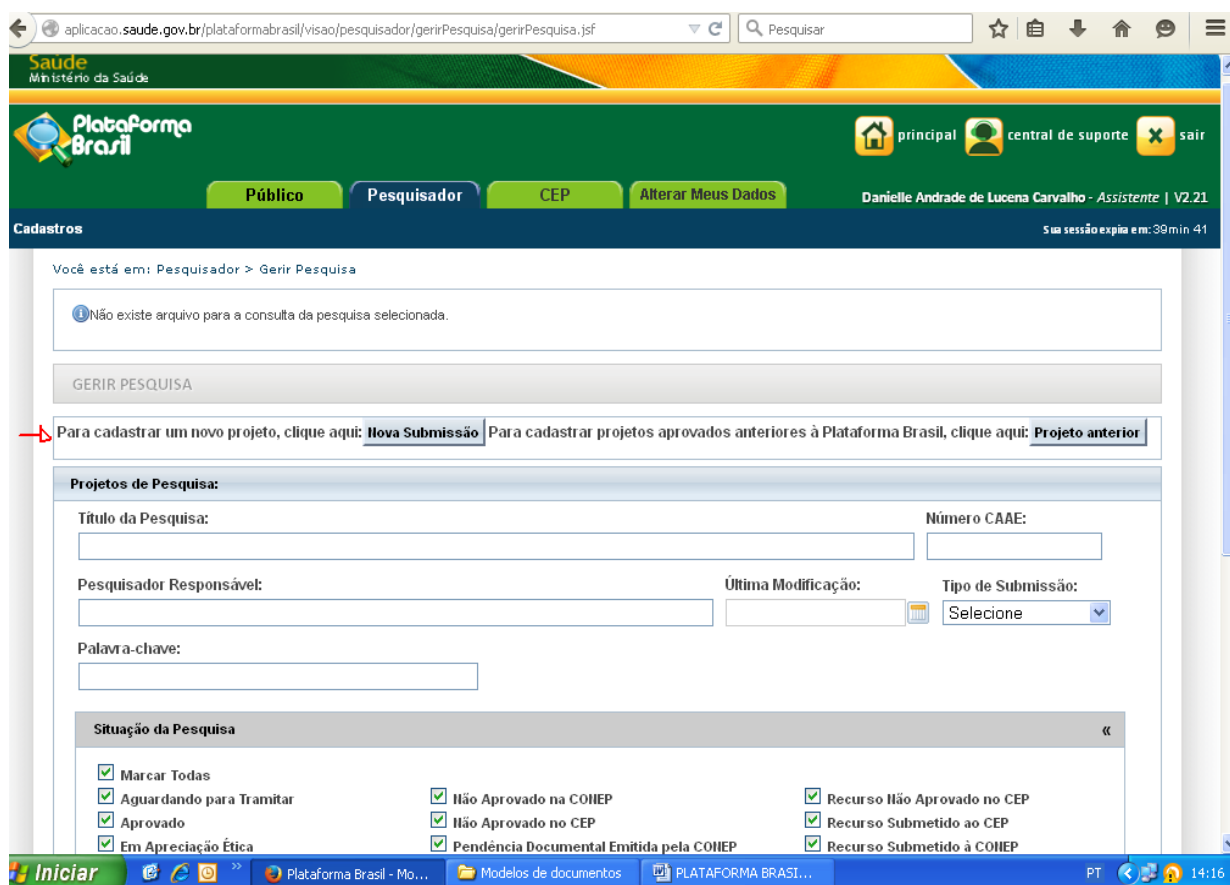 aplicacao.saude.gov.br/plataformabrasil/visao/pesquisador/gerirPesquisa/gerirPesquisa.jsf
Pesquisar
Saúde
Ministério da Saúde
Plataforma
Brasil
principal
central de suporte
sair
Público
Pesquisador
CEP
Alterar Meus Dados
Danielle Andrade de Lucena Carvalho - Assistente | V2.21
Cadastros
Sua sessão expira em: 39min 41
Você está em: Pesquisador > Gerir Pesquisa
Não existe arquivo para a consulta da pesquisa selecionada.
GERIR PESQUISA
Para cadastrar um novo projeto, clique aqui: Nova Submissão Para cadastrar projetos aprovados anteriores à Plataforma Brasil, clique aqui: Projeto anterior
Projetos de Pesquisa:
Título da Pesquisa:
Número CAAE:
Pesquisador Responsável:
Última Modificação:
Tipo de Submissão:
Selecione
Palavra-chave:
Situação da Pesquisa «
Marcar Todas
Aguardando para Tramitar
Não Aprovado na CONEP
Recurso Não Aprovado no CEP
Aprovado
Não Aprovado no CEP
Recurso Submetido ao CEP
Em Apreciação Ética
Pendência Documental Emitida pela CONEP
Recurso Submetido à CONEP
Iniciar
Plataforma Brasil - Mo...
Modelos de documentos
PLATAFORMA BRASI...
PT
14:16